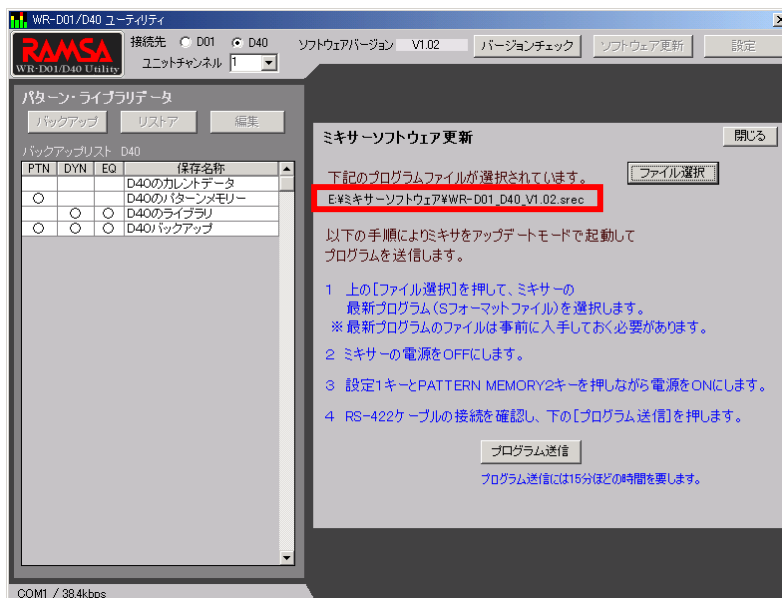 WR-D01/D40 ユーティリティ
RAMSA
WR-D01/D40 Utility
接続先 D01 D40
ユニットチャンネル 1
ソフトウェアバージョン V1.02 バージョンチェック ソフトウェア更新 設定
パターン・ライブラリデータ
バックアップ リストア 編集
バックアップリスト D40
PTN DYN EQ 保存名称
D40のカレントデータ
○ D40のパターンメモリー
○ ○ D40のライブラリ
○ ○ ○ D40バックアップ
ミキサーソフトウェア更新 閉じる
下記のプログラムファイルが選択されています。 ファイル選択
E:¥ミキサーソフトウェア¥WR-D01_D40_V1.02.srec
以下の手順によりミキサをアップデートモードで起動して
プログラムを送信します。
1 上の[ファイル選択]を押して、ミキサーの
最新プログラム(Sフォーマットファイル)を選択します。
※最新プログラムのファイルは事前に入手しておく必要があります。
2 ミキサーの電源をOFFにします。
3 設定1キーとPATTERN MEMORY2キーを押しながら電源をONにします。
4 RS-422ケーブルの接続を確認し、下の[プログラム送信]を押します。
プログラム送信
プログラム送信には15分ほどの時間を要します。
COM1 / 38.4kbps